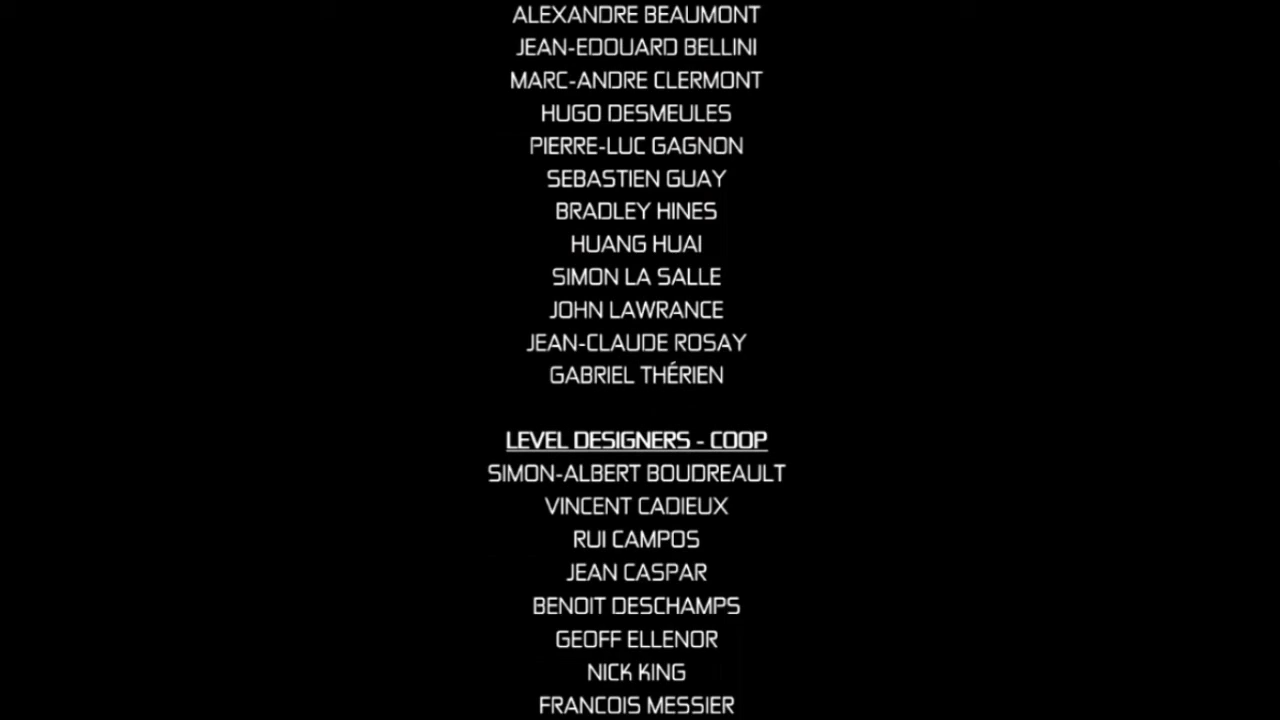 ALEXANDRE BEAUMONT
JEAN-EDOUARD BELLINI
MARC-ANDRE CLERMONT
HUGO DESMEULES
PIERRE-LUC GAGNON
SEBASTIEN GUAY
BRADLEY HINES
HUANG HUAI
SIMON LA SALLE
JOHN LAWRANCE
JEAN-CLAUDE ROSAY
GABRIEL THÉRIEN
LEVEL DESIGNERS - COOP
SIMON-ALBERT BOUDREAULT
VINCENT CADIEUX
RUI CAMPOS
JEAN CASPAR
BENOIT DESCHAMPS
GEOFF ELLENOR
NICK KING
FRANCOIS MESSIER